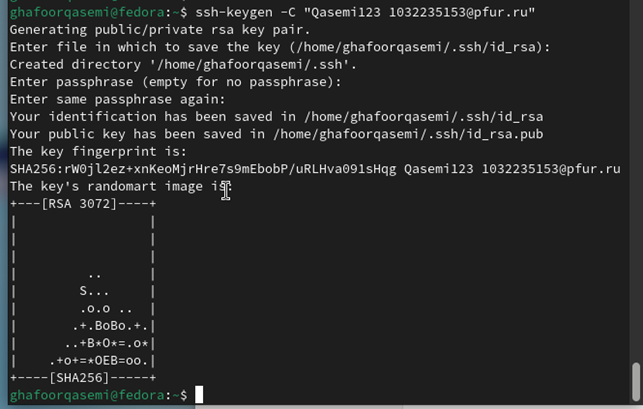 ghafoorqasemi@fedora:~$ ssh-keygen -C "Qasemi123 1032235153@pfur.ru"
Generating public/private rsa key pair.
Enter file in which to save the key (/home/ghafoorqasemi/.ssh/id_rsa):
Created directory '/home/ghafoorqasemi/.ssh'.
Enter passphrase (empty for no passphrase):
Enter same passphrase again:
Your identification has been saved in /home/ghafoorqasemi/.ssh/id_rsa
Your public key has been saved in /home/ghafoorqasemi/.ssh/id_rsa.pub
The key fingerprint is:
SHA256:rW0jl2ez+xnKeoMjrHre7s9mEbobP/uRLHva091sHqg Qasemi123 1032235153@pfur.ru
The key's randomart image is:
+---[RSA 3072]----+
|                 |
|                 |
|                 |
|         ..      |
|        S...     |
|        .o.o ..  |
|       .+.BoBo.+.|
|      ..+B*O*=.o*|
|    .+o+=*OEB=oo.|
+----[SHA256]-----+
ghafoorqasemi@fedora:~$